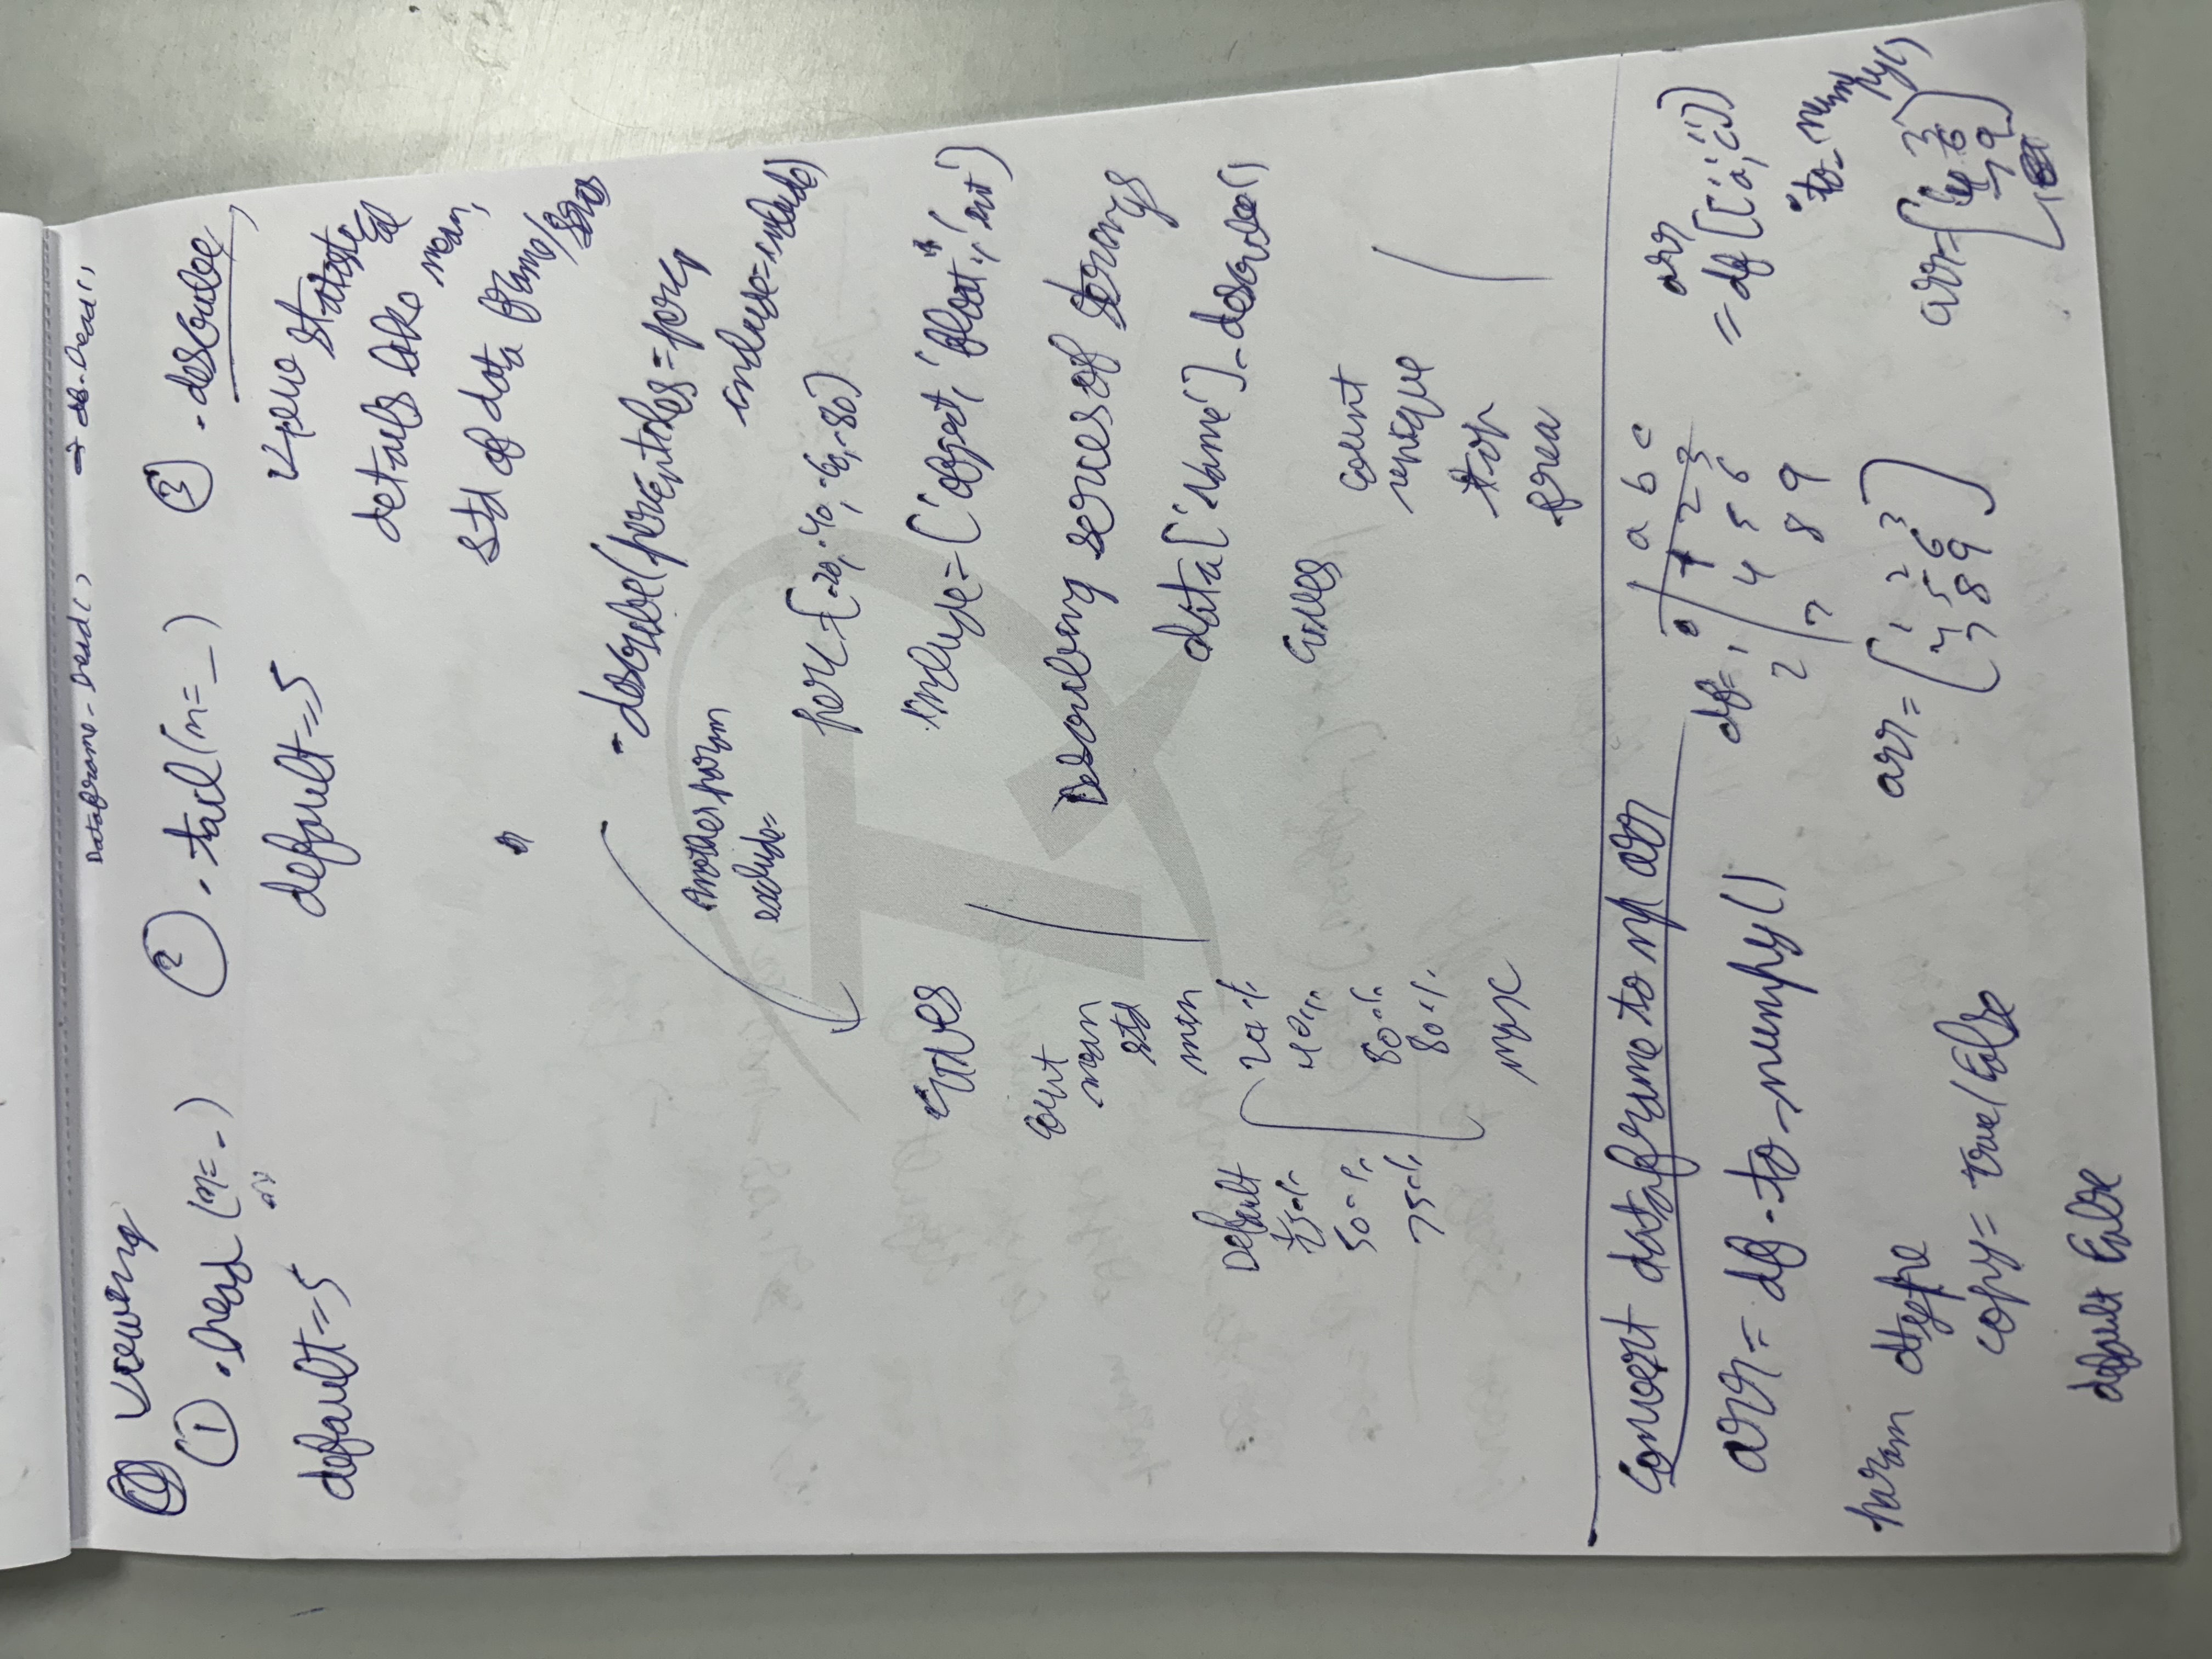 Dataframe.head() → df.head()
Viewing
① .head (n= _ )
default = 5
② .tail (n= _ )
default = 5
③ .describe
view statistical
details like mean,
std of data frame/series
.describe(percentiles = perc,
include = include)
Another param
exclude =
perc = [.20, .40, .60, .80]
include = ['object, 'float', 'int']
Gives
count
mean
std
min
20%
40%
80%
80%
max
Default
25%
50%
75%
Describing series of strings
data['Name'].describe()
Gives
count
unique
top
freq
Convert dataframe to np arr
arr = df.to_numpy()
param dtype
copy = true/False
default False
a b c
df = 0 1 2 3
1 4 5 6
2 7 8 9
arr = [1 2 3
4 5 6
7 8 9]
arr
= df[['a', 'c']]
.to_numpy()
arr = [1 3
4 6
7 9]